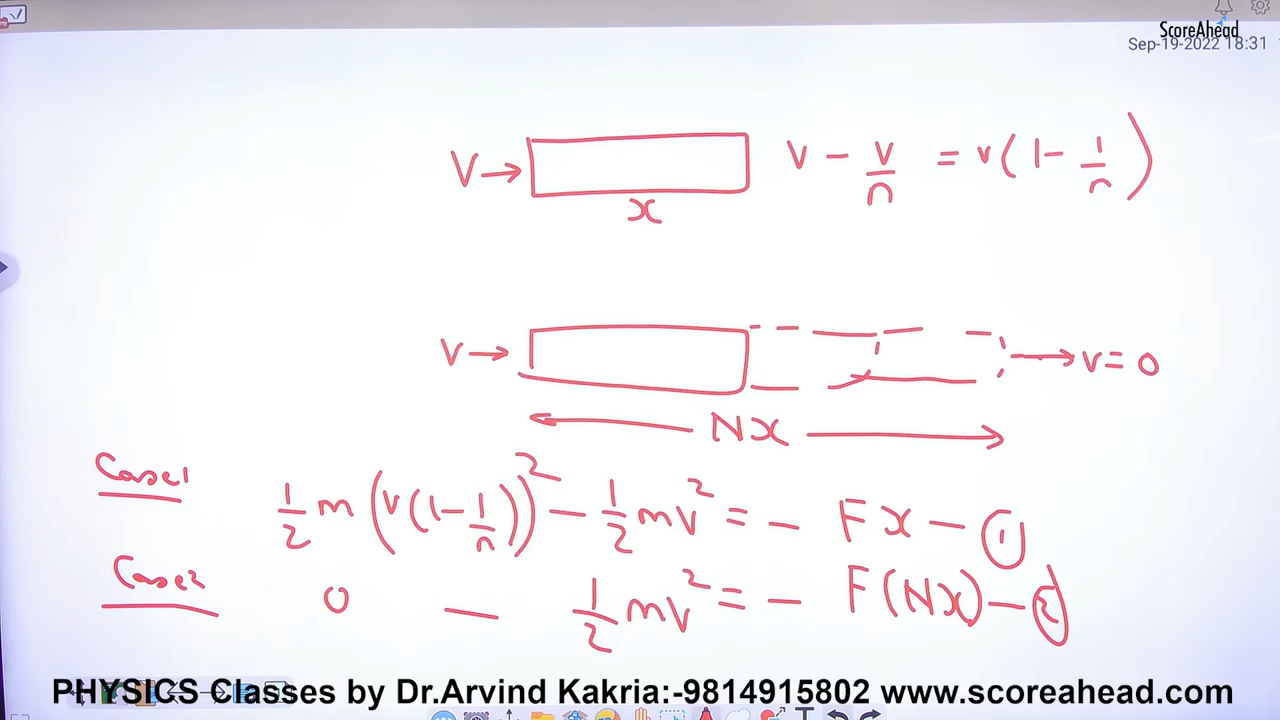 ScoreAhead
Sep-19-2022 18:31
V → V - V/n = v(1 - 1/n)
x
V → → V = 0
Nx
Case1 1/2 m (v(1 - 1/n))² - 1/2 mv² = - Fx - ①
Case2 0 - 1/2 mv² = - F(Nx) - ②
PHYSICS Classes by Dr.Arvind Kakria:-9814915802 www.scoreahead.com